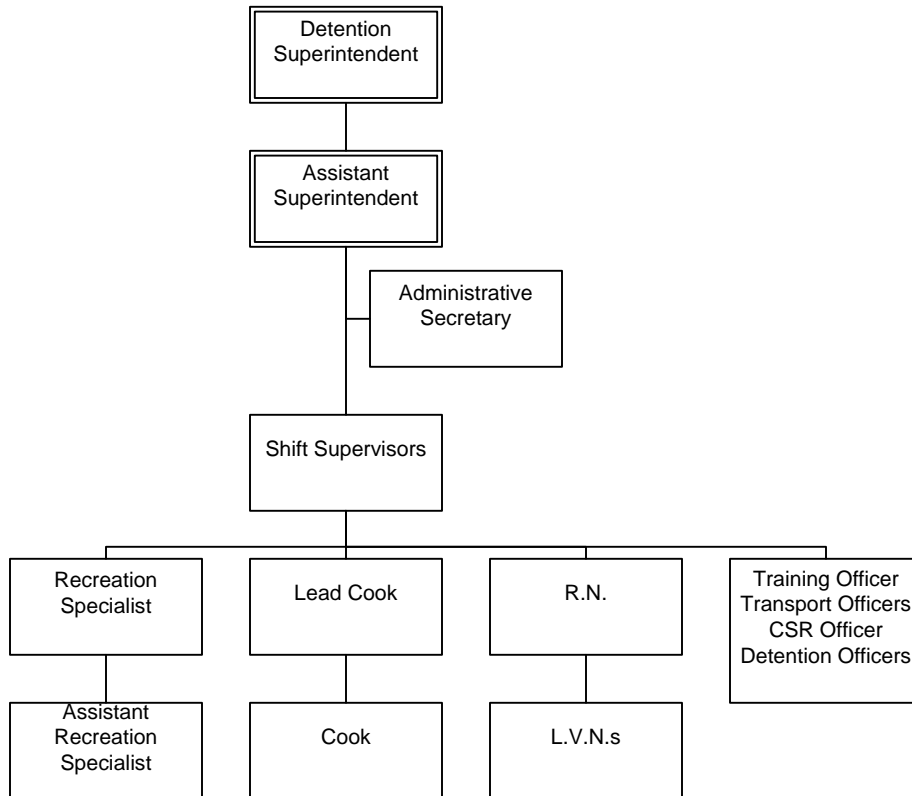 Detention
Superintendent
Assistant
Superintendent
Administrative
Secretary
Shift Supervisors
Recreation
Specialist
Lead Cook
R.N.
Training Officer
Transport Officers
CSR Officer
Detention Officers
Assistant
Recreation
Specialist
Cook
L.V.N.s